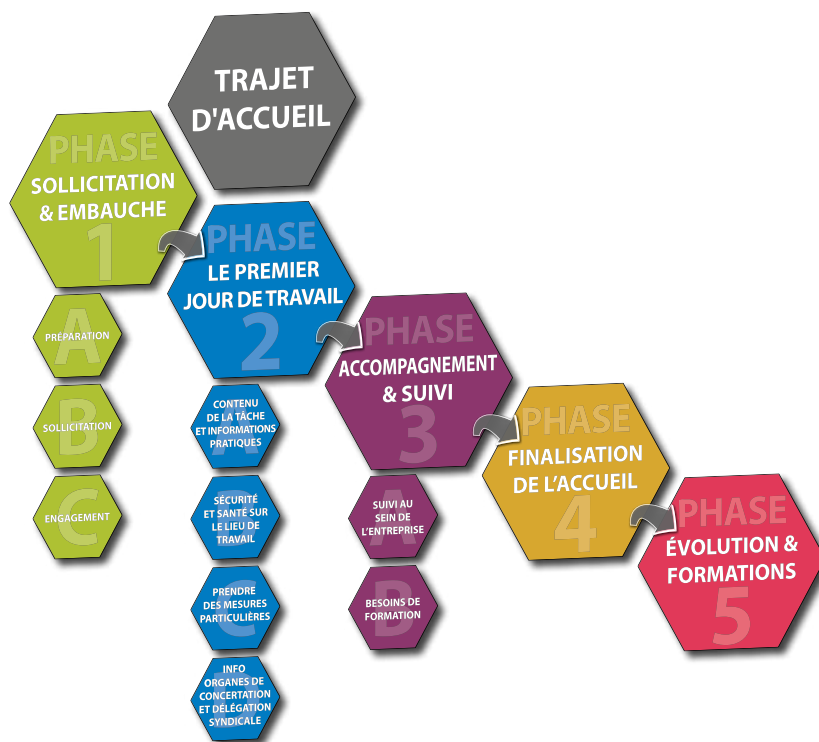 TRAJET
D'ACCUEIL
PHASE
SOLLICITATION
& EMBAUCHE
1
A
PRÉPARATION
B
SOLLICITATION
C
ENGAGEMENT
PHASE
LE PREMIER
JOUR DE TRAVAIL
2
A
CONTENU
DE LA TÂCHE
ET INFORMATIONS
PRATIQUES
B
SÉCURITÉ
ET SANTÉ SUR
LE LIEU DE
TRAVAIL
C
PRENDRE
DES MESURES
PARTICULIÈRES
D
INFO
ORGANES DE
CONCERTATION
ET DÉLÉGATION
SYNDICALE
PHASE
ACCOMPAGNEMENT
& SUIVI
3
A
SUIVI AU
SEIN DE
L'ENTREPRISE
B
BESOINS DE
FORMATION
PHASE
FINALISATION
DE L'ACCUEIL
4
PHASE
ÉVOLUTION &
FORMATIONS
5